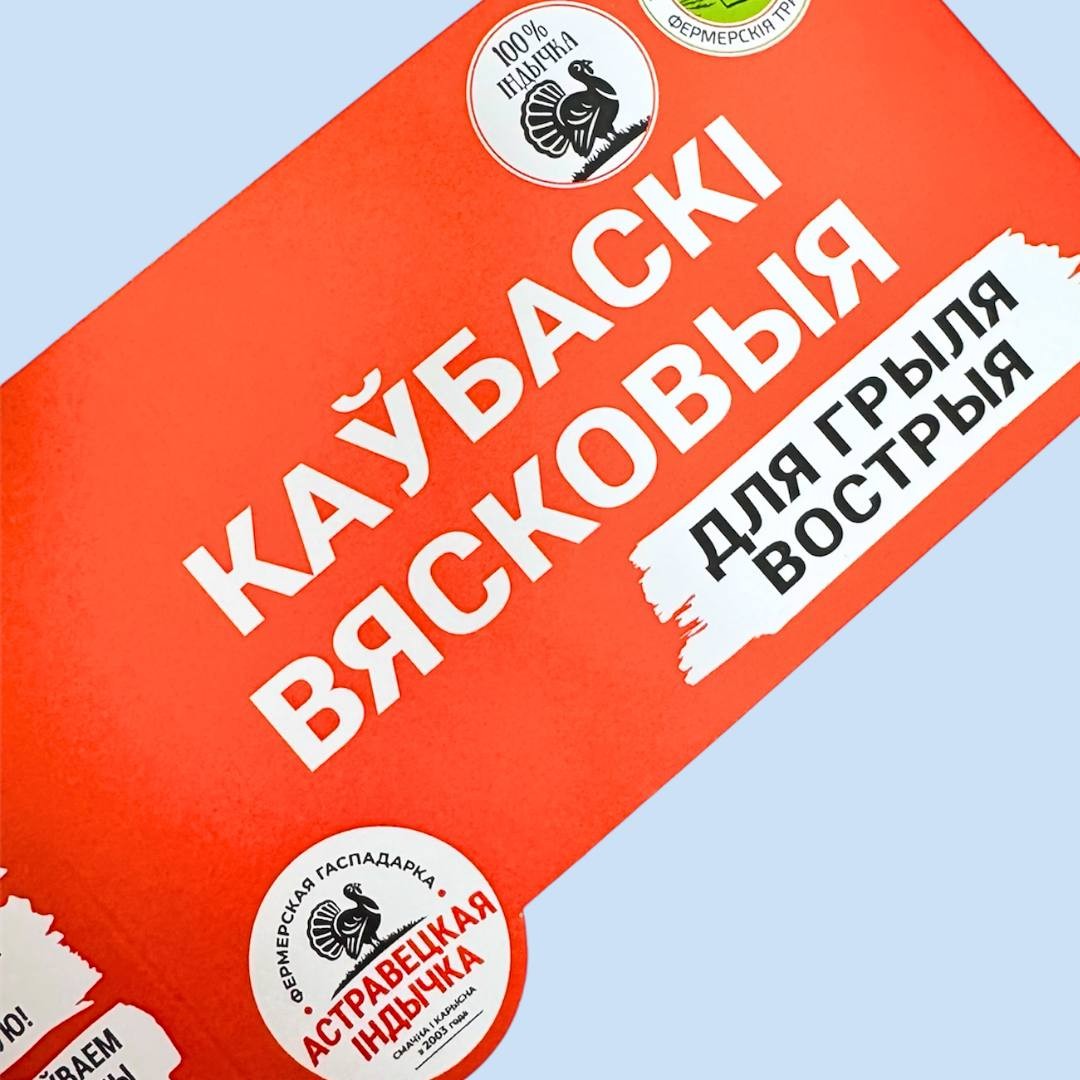 100%
ІНДЫЧКА
ФЕРМЕРСКІЯ
КАЎБАСКІ
ВЯСКОВЫЯ
ДЛЯ ГРЫЛЯ
ВОСТРЫЯ
ФЕРМЕРСКАЯ ГАСПАДАРКА
АСТРАВЕЦКАЯ
ІНДЫЧКА
СМАЧНА І КАРЫСНА
з 2003 года